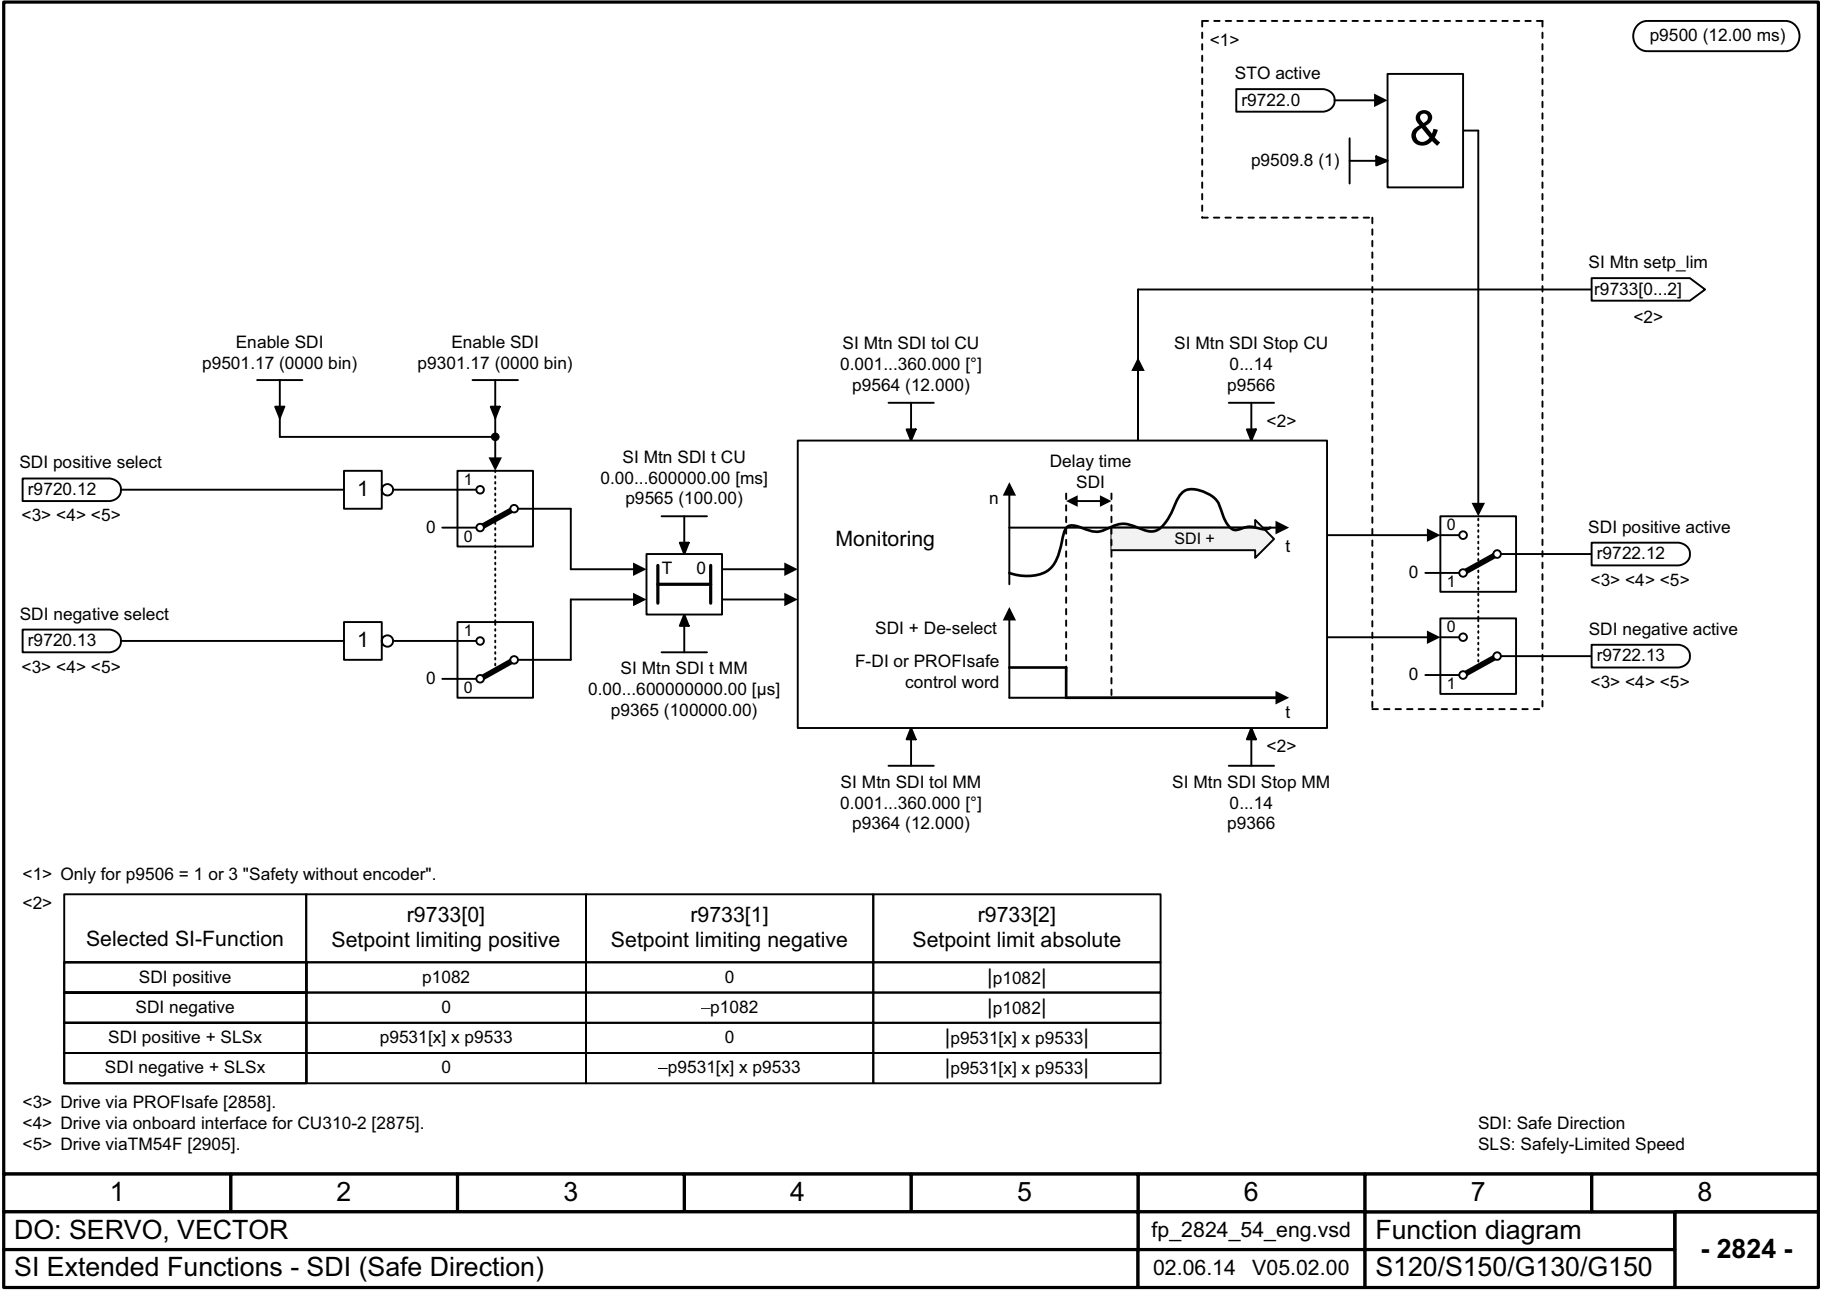 <1>
p9500 (12.00 ms)
STO active
r9722.0
&
p9509.8 (1)
SI Mtn setp_lim
r9733[0...2]
<2>
Enable SDI
p9501.17 (0000 bin)
Enable SDI
p9301.17 (0000 bin)
SI Mtn SDI tol CU
0.001...360.000 [°]
p9564 (12.000)
SI Mtn SDI Stop CU
0...14
p9566
<2>
SDI positive select
r9720.12
<3> <4> <5>
1
1
0
0
SI Mtn SDI t CU
0.00...600000.00 [ms]
p9565 (100.00)
T 0
SDI negative select
r9720.13
<3> <4> <5>
1
1
0
0
SI Mtn SDI t MM
0.00...600000000.00 [µs]
p9365 (100000.00)
Monitoring
Delay time
SDI
n
SDI +
t
SDI + De-select
F-DI or PROFIsafe
control word
t
0
0
1
SDI positive active
r9722.12
<3> <4> <5>
0
0
1
SDI negative active
r9722.13
<3> <4> <5>
SI Mtn SDI tol MM
0.001...360.000 [°]
p9364 (12.000)
<2>
SI Mtn SDI Stop MM
0...14
p9366
<1> Only for p9506 = 1 or 3 "Safety without encoder".
<2>
Selected SI-Function
r9733[0]
Setpoint limiting positive
r9733[1]
Setpoint limiting negative
r9733[2]
Setpoint limit absolute
SDI positive p1082 0 |p1082|
SDI negative 0 –p1082 |p1082|
SDI positive + SLSx p9531[x] x p9533 0 |p9531[x] x p9533|
SDI negative + SLSx 0 –p9531[x] x p9533 |p9531[x] x p9533|
<3> Drive via PROFIsafe [2858].
<4> Drive via onboard interface for CU310-2 [2875].
<5> Drive viaTM54F [2905].
SDI: Safe Direction
SLS: Safely-Limited Speed
1 2 3 4 5 6 7 8
DO: SERVO, VECTOR
fp_2824_54_eng.vsd
Function diagram
- 2824 -
SI Extended Functions - SDI (Safe Direction)
02.06.14 V05.02.00
S120/S150/G130/G150